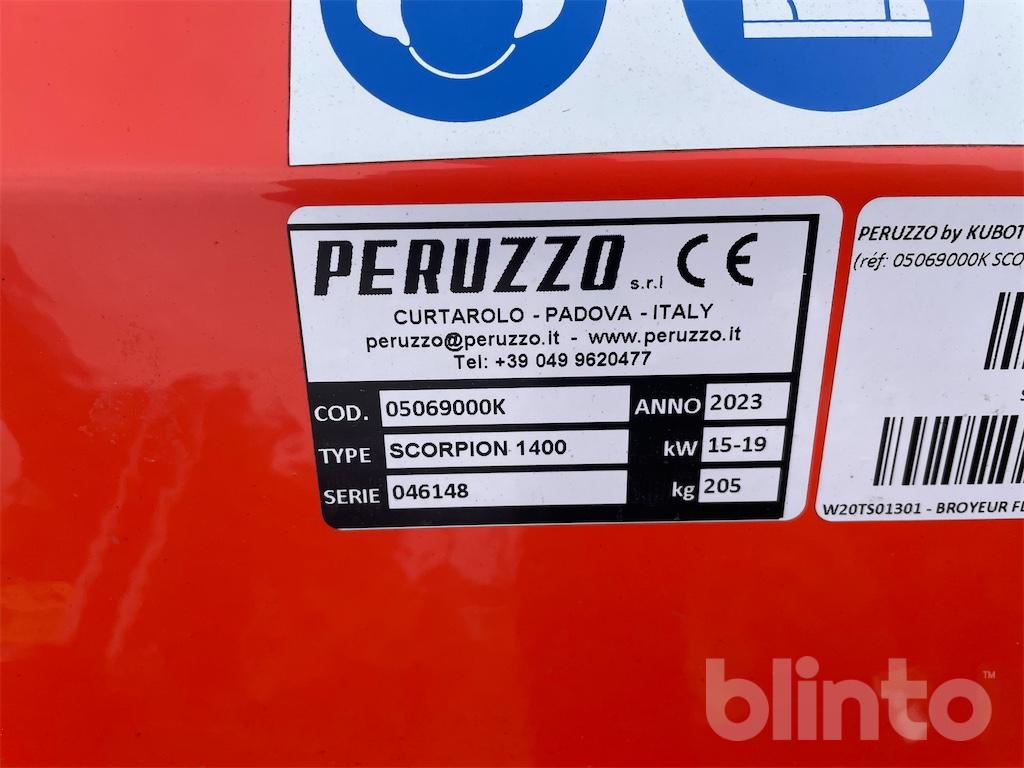 PERUZZO s.r.l CE
CURTAROLO - PADOVA - ITALY
peruzzo@peruzzo.it - www.peruzzo.it
Tel: +39 049 9620477
COD. 05069000K ANNO 2023
TYPE SCORPION 1400 kW 15-19
SERIE 046148 kg 205
PERUZZO by KUBOT
(réf: 05069000K SCO
W20TS01301 - BROYEUR FL
blinto™